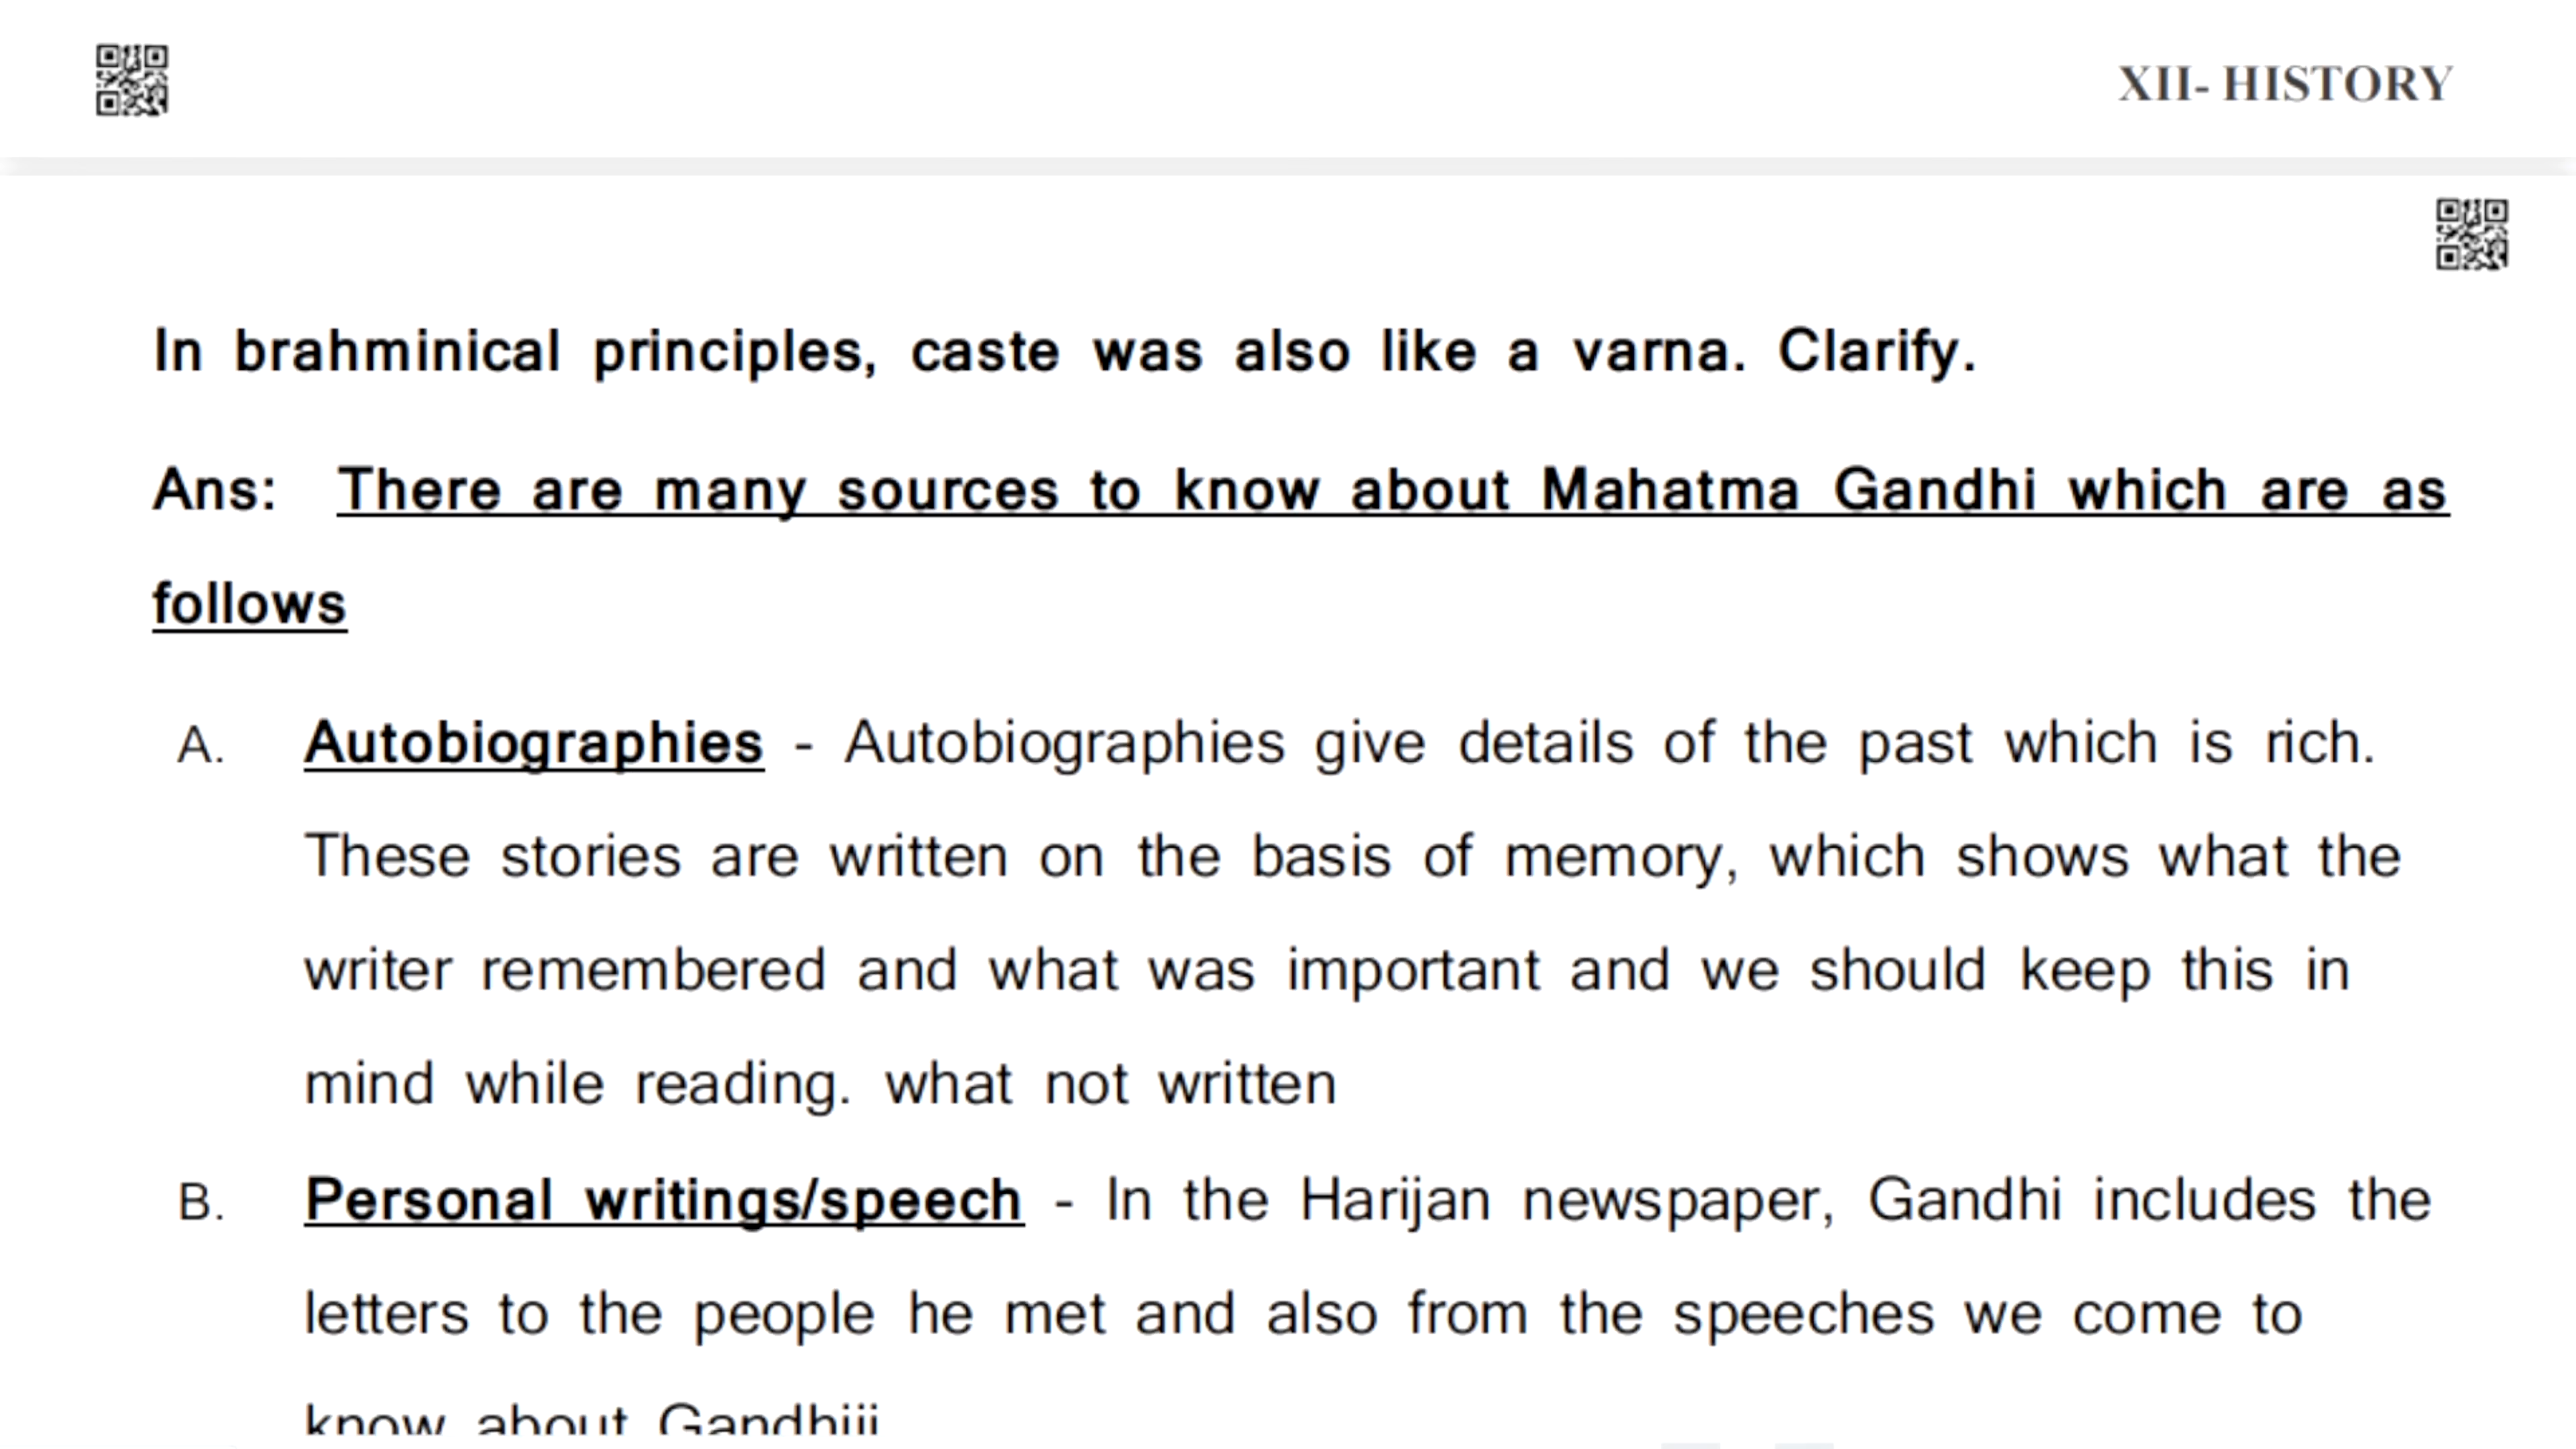 XII- HISTORY
In brahminical principles, caste was also like a varna. Clarify.
Ans: There are many sources to know about Mahatma Gandhi which are as
follows
A. Autobiographies - Autobiographies give details of the past which is rich.
These stories are written on the basis of memory, which shows what the
writer remembered and what was important and we should keep this in
mind while reading. what not written
B. Personal writings/speech - In the Harijan newspaper, Gandhi includes the
letters to the people he met and also from the speeches we come to
know about Gandhiji